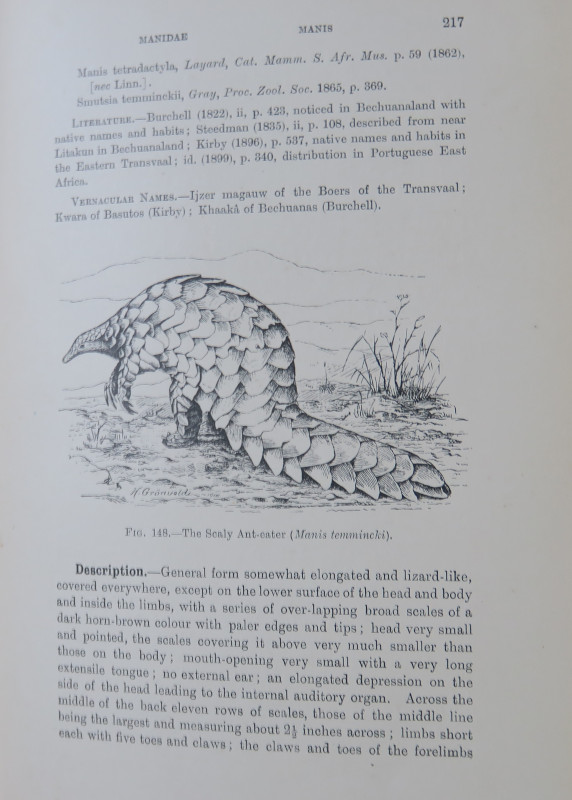 MANIDAE MANIS 217
Manis tetradactyla, Layard, Cat. Mamm. S. Afr. Mus. p. 59 (1862),
[nec Linn.].
Smutsia temminckii, Gray, Proc. Zool. Soc. 1865, p. 369.
LITERATURE.—Burchell (1822), ii, p. 423, noticed in Bechuanaland with
native names and habits; Steedman (1835), ii, p. 108, described from near
Litakun in Bechuanaland; Kirby (1896), p. 537, native names and habits in
the Eastern Transvaal; id. (1899), p. 340, distribution in Portuguese East
Africa.
VERNACULAR NAMES.—Ijzer magauw of the Boers of the Transvaal;
Kwara of Basutos (Kirby); Khaakâ of Bechuanas (Burchell).
H. Grönvold.
FIG. 148.—The Scaly Ant-eater (Manis temmincki).
Description.—General form somewhat elongated and lizard-like,
covered everywhere, except on the lower surface of the head and body
and inside the limbs, with a series of over-lapping broad scales of a
dark horn-brown colour with paler edges and tips; head very small
and pointed, the scales covering it above very much smaller than
those on the body; mouth-opening very small with a very long
extensile tongue; no external ear; an elongated depression on the
side of the head leading to the internal auditory organ. Across the
middle of the back eleven rows of scales, those of the middle line
being the largest and measuring about 2½ inches across; limbs short
each with five toes and claws; the claws and toes of the forelimbs